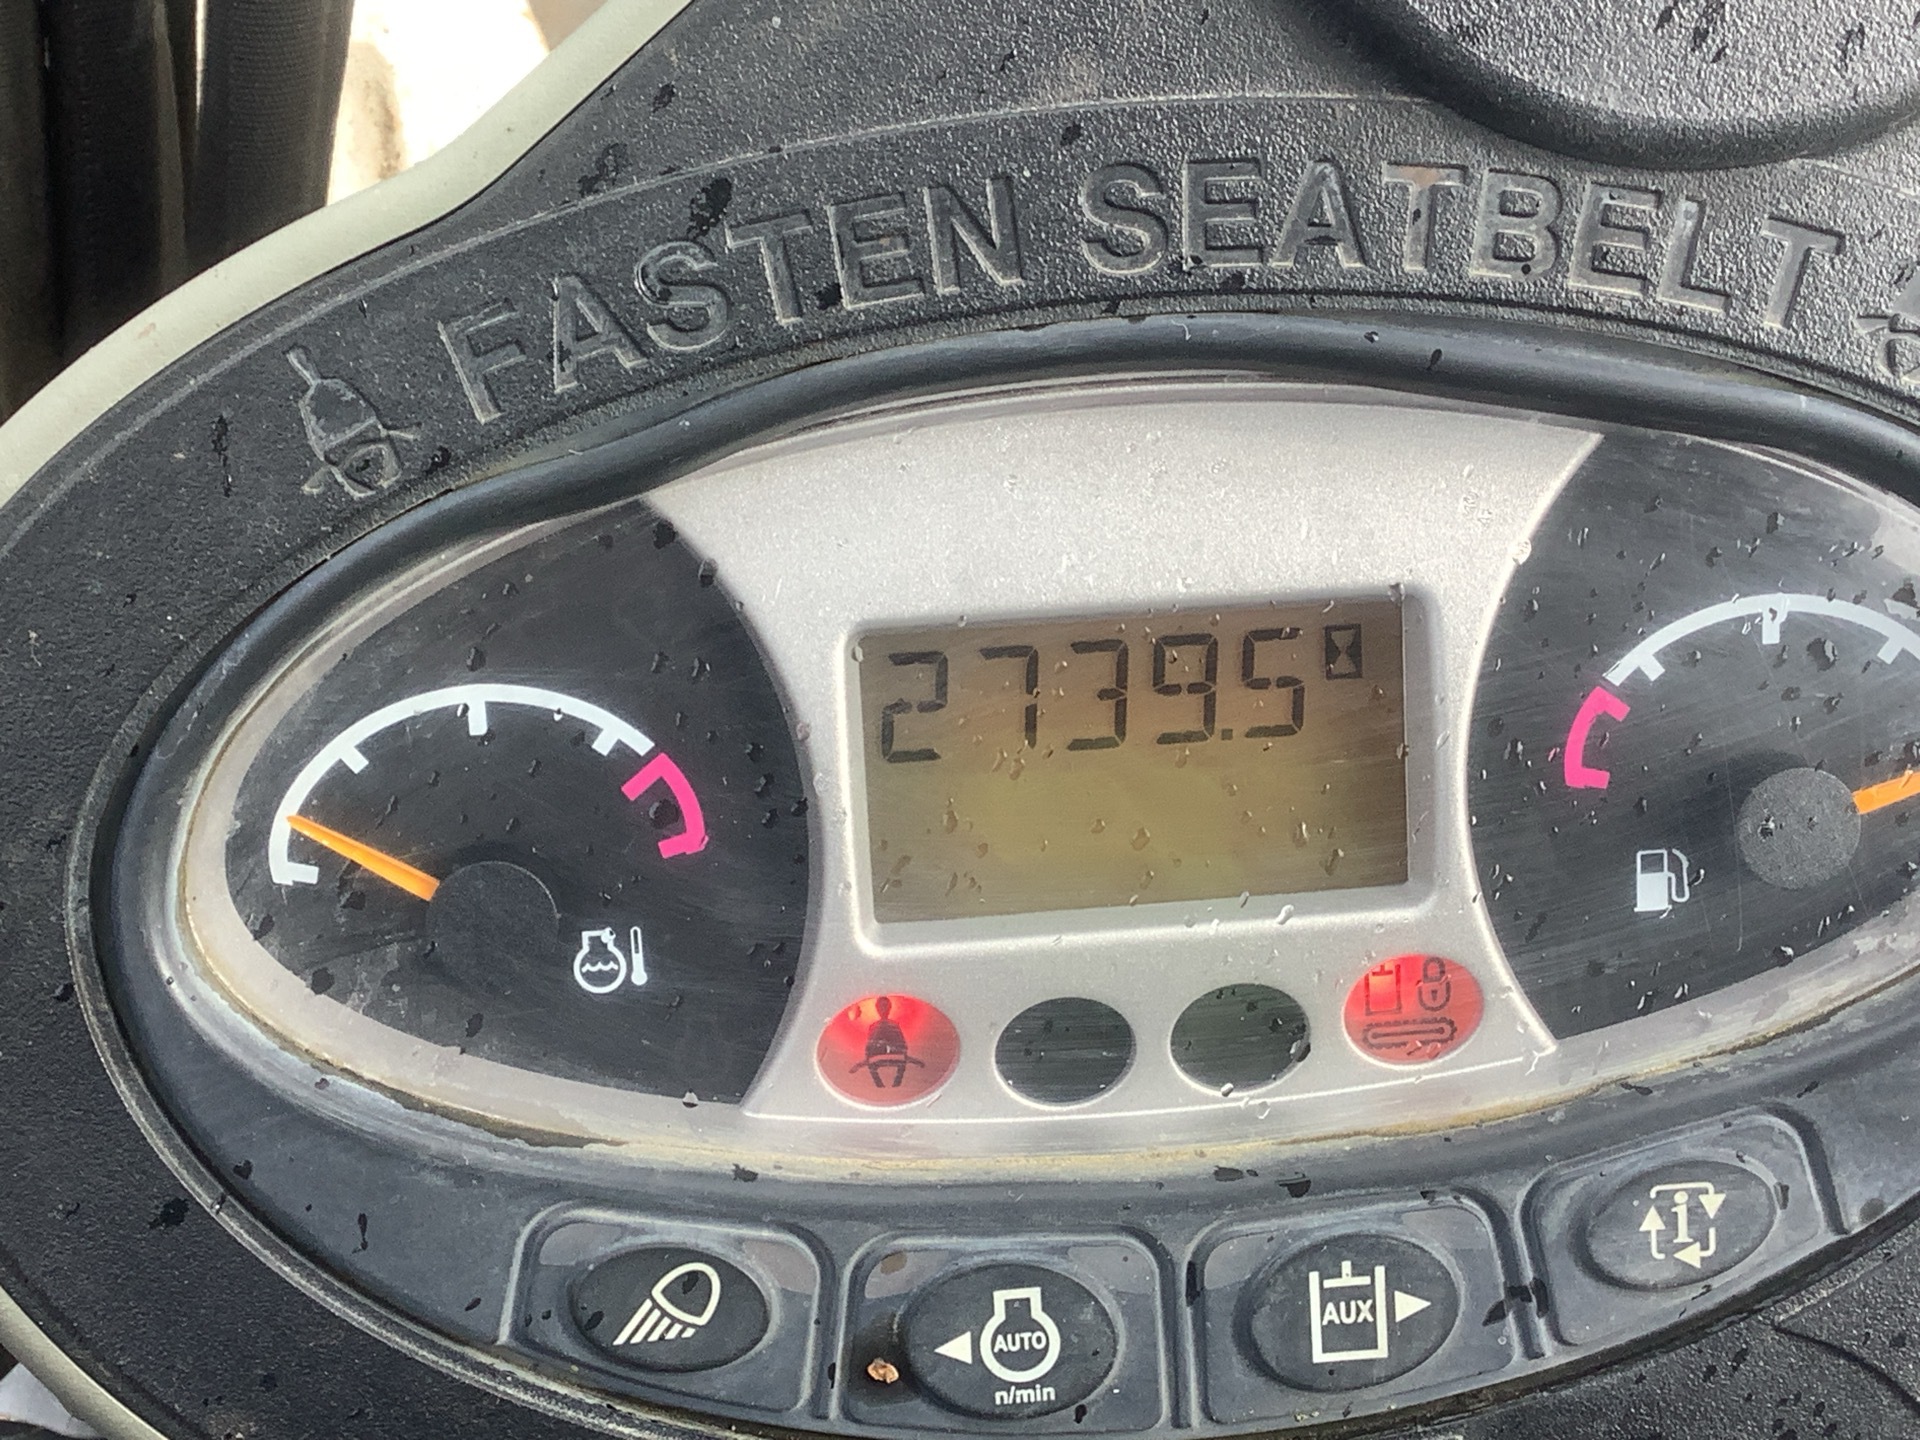 FASTEN SEATBELT
2739.5
AUTO
n/min
AUX
i